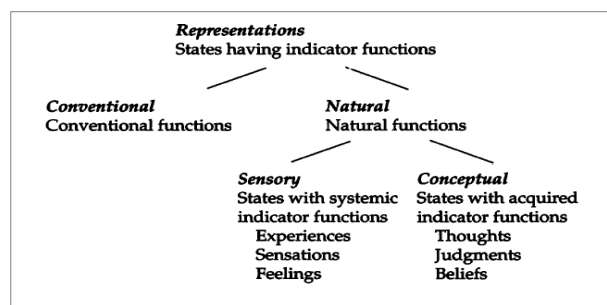 Representations
States having indicator functions
Conventional
Conventional functions
Natural
Natural functions
Sensory
States with systemic
indicator functions
Experiences
Sensations
Feelings
Conceptual
States with acquired
indicator functions
Thoughts
Judgments
Beliefs